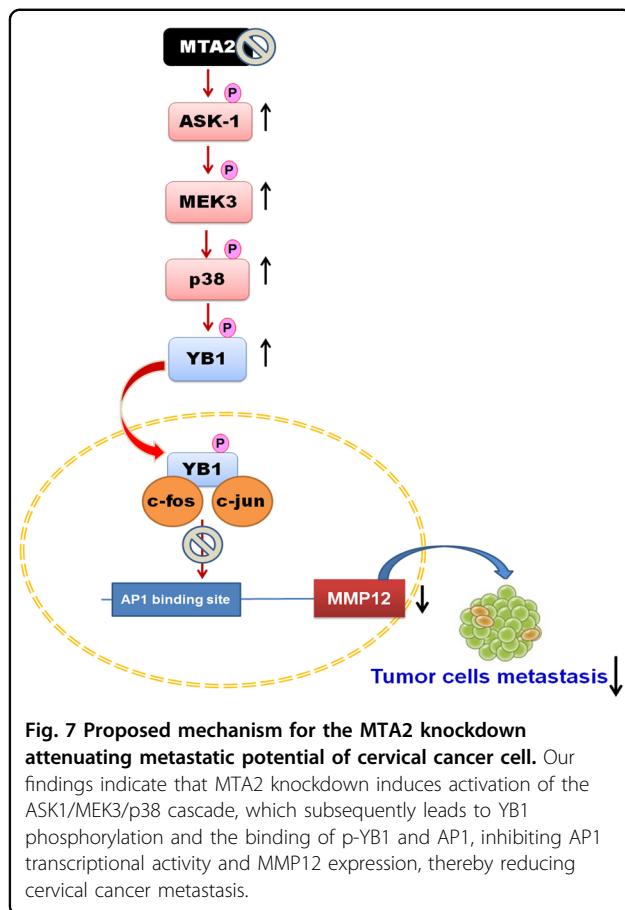 MTA2
P
ASK-1
P
MEK3
P
p38
P
YB1
P
YB1
c-fos
c-jun
AP1 binding site
MMP12
Tumor cells metastasis
Fig. 7 Proposed mechanism for the MTA2 knockdown
attenuating metastatic potential of cervical cancer cell. Our
findings indicate that MTA2 knockdown induces activation of the
ASK1/MEK3/p38 cascade, which subsequently leads to YB1
phosphorylation and the binding of p-YB1 and AP1, inhibiting AP1
transcriptional activity and MMP12 expression, thereby reducing
cervical cancer metastasis.